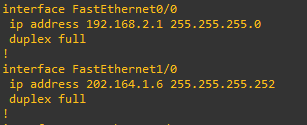 interface FastEthernet0/0
 ip address 192.168.2.1 255.255.255.0
 duplex full
!
interface FastEthernet1/0
 ip address 202.164.1.6 255.255.255.252
 duplex full
!